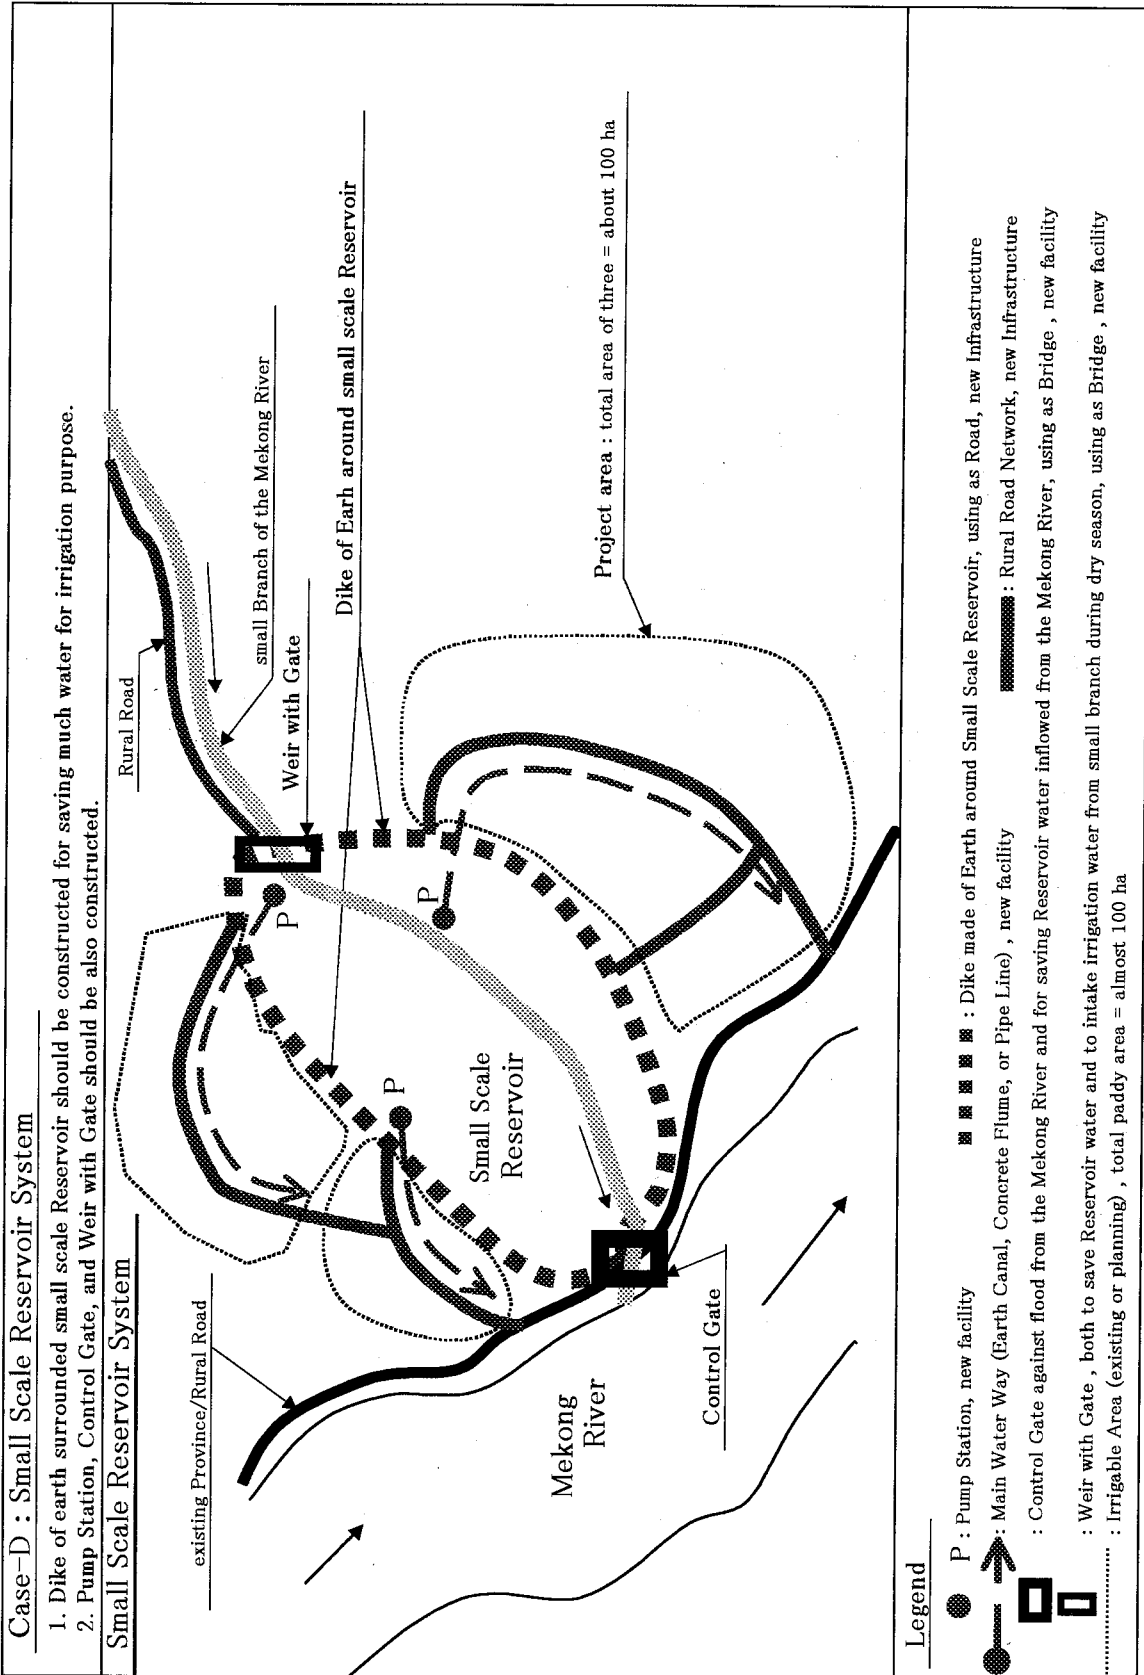 Case-D : Small Scale Reservoir System
1. Dike of earth surrounded small scale Reservoir should be constructed for saving much water for irrigation purpose.
2. Pump Station, Control Gate, and Weir with Gate should be also constructed.
Small Scale Reservoir System
Rural Road
small Branch of the Mekong River
Weir with Gate
Dike of Earh around small scale Reservoir
existing Province/Rural Road
P
P
P
Small Scale
Reservoir
Mekong
River
Control Gate
Project area : total area of three = about 100 ha
Legend
P : Pump Station, new facility
: Dike made of Earth around Small Scale Reservoir, using as Road, new Infrastructure
: Main Water Way (Earth Canal, Concrete Flume, or Pipe Line) , new facility
: Rural Road Network, new Infrastructure
: Control Gate against flood from the Mekong River and for saving Reservoir water inflowed from the Mekong River, using as Bridge , new facility
: Weir with Gate , both to save Reservoir water and to intake irrigation water from small branch during dry season, using as Bridge , new facility
: Irrigable Area (existing or planning) , total paddy area = almost 100 ha